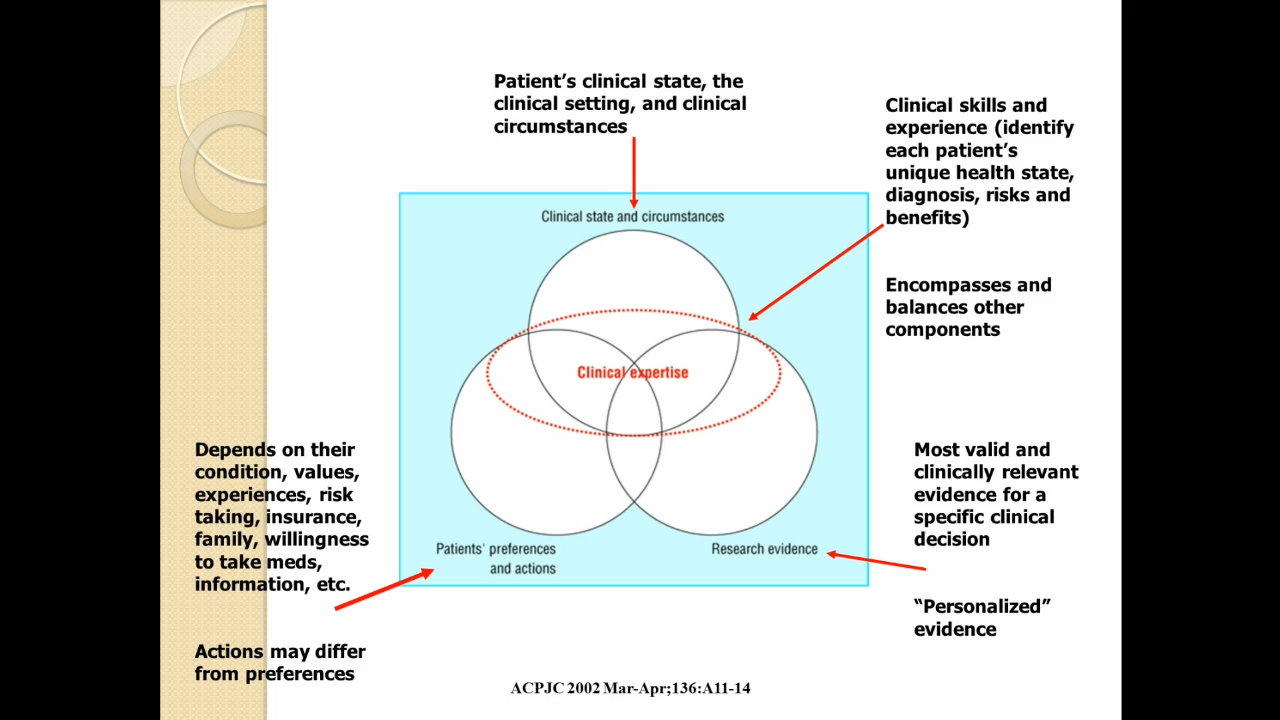 Patient’s clinical state, the
clinical setting, and clinical
circumstances
Clinical skills and
experience (identify
each patient’s
unique health state,
diagnosis, risks and
benefits)
Encompasses and
balances other
components
Clinical state and circumstances
Clinical expertise
Depends on their
condition, values,
experiences, risk
taking, insurance,
family, willingness
to take meds,
information, etc.
Actions may differ
from preferences
Patients' preferences
and actions
Research evidence
Most valid and
clinically relevant
evidence for a
specific clinical
decision
“Personalized”
evidence
ACPJC 2002 Mar-Apr;136:A11-14